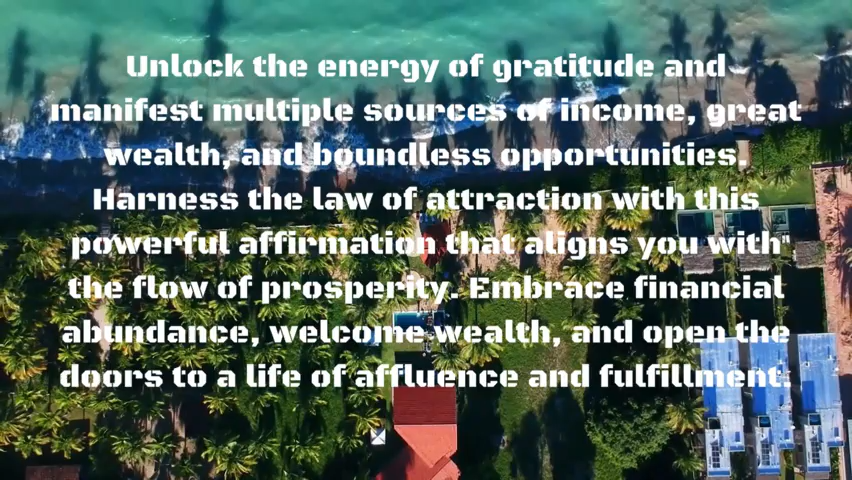 Unlock the energy of gratitude and
manifest multiple sources of income, great
wealth, and boundless opportunities.
Harness the law of attraction with this
powerful affirmation that aligns you with"
the flow of prosperity. Embrace financial
abundance, welcome wealth, and open the
doors to a life of affluence and fulfillment.